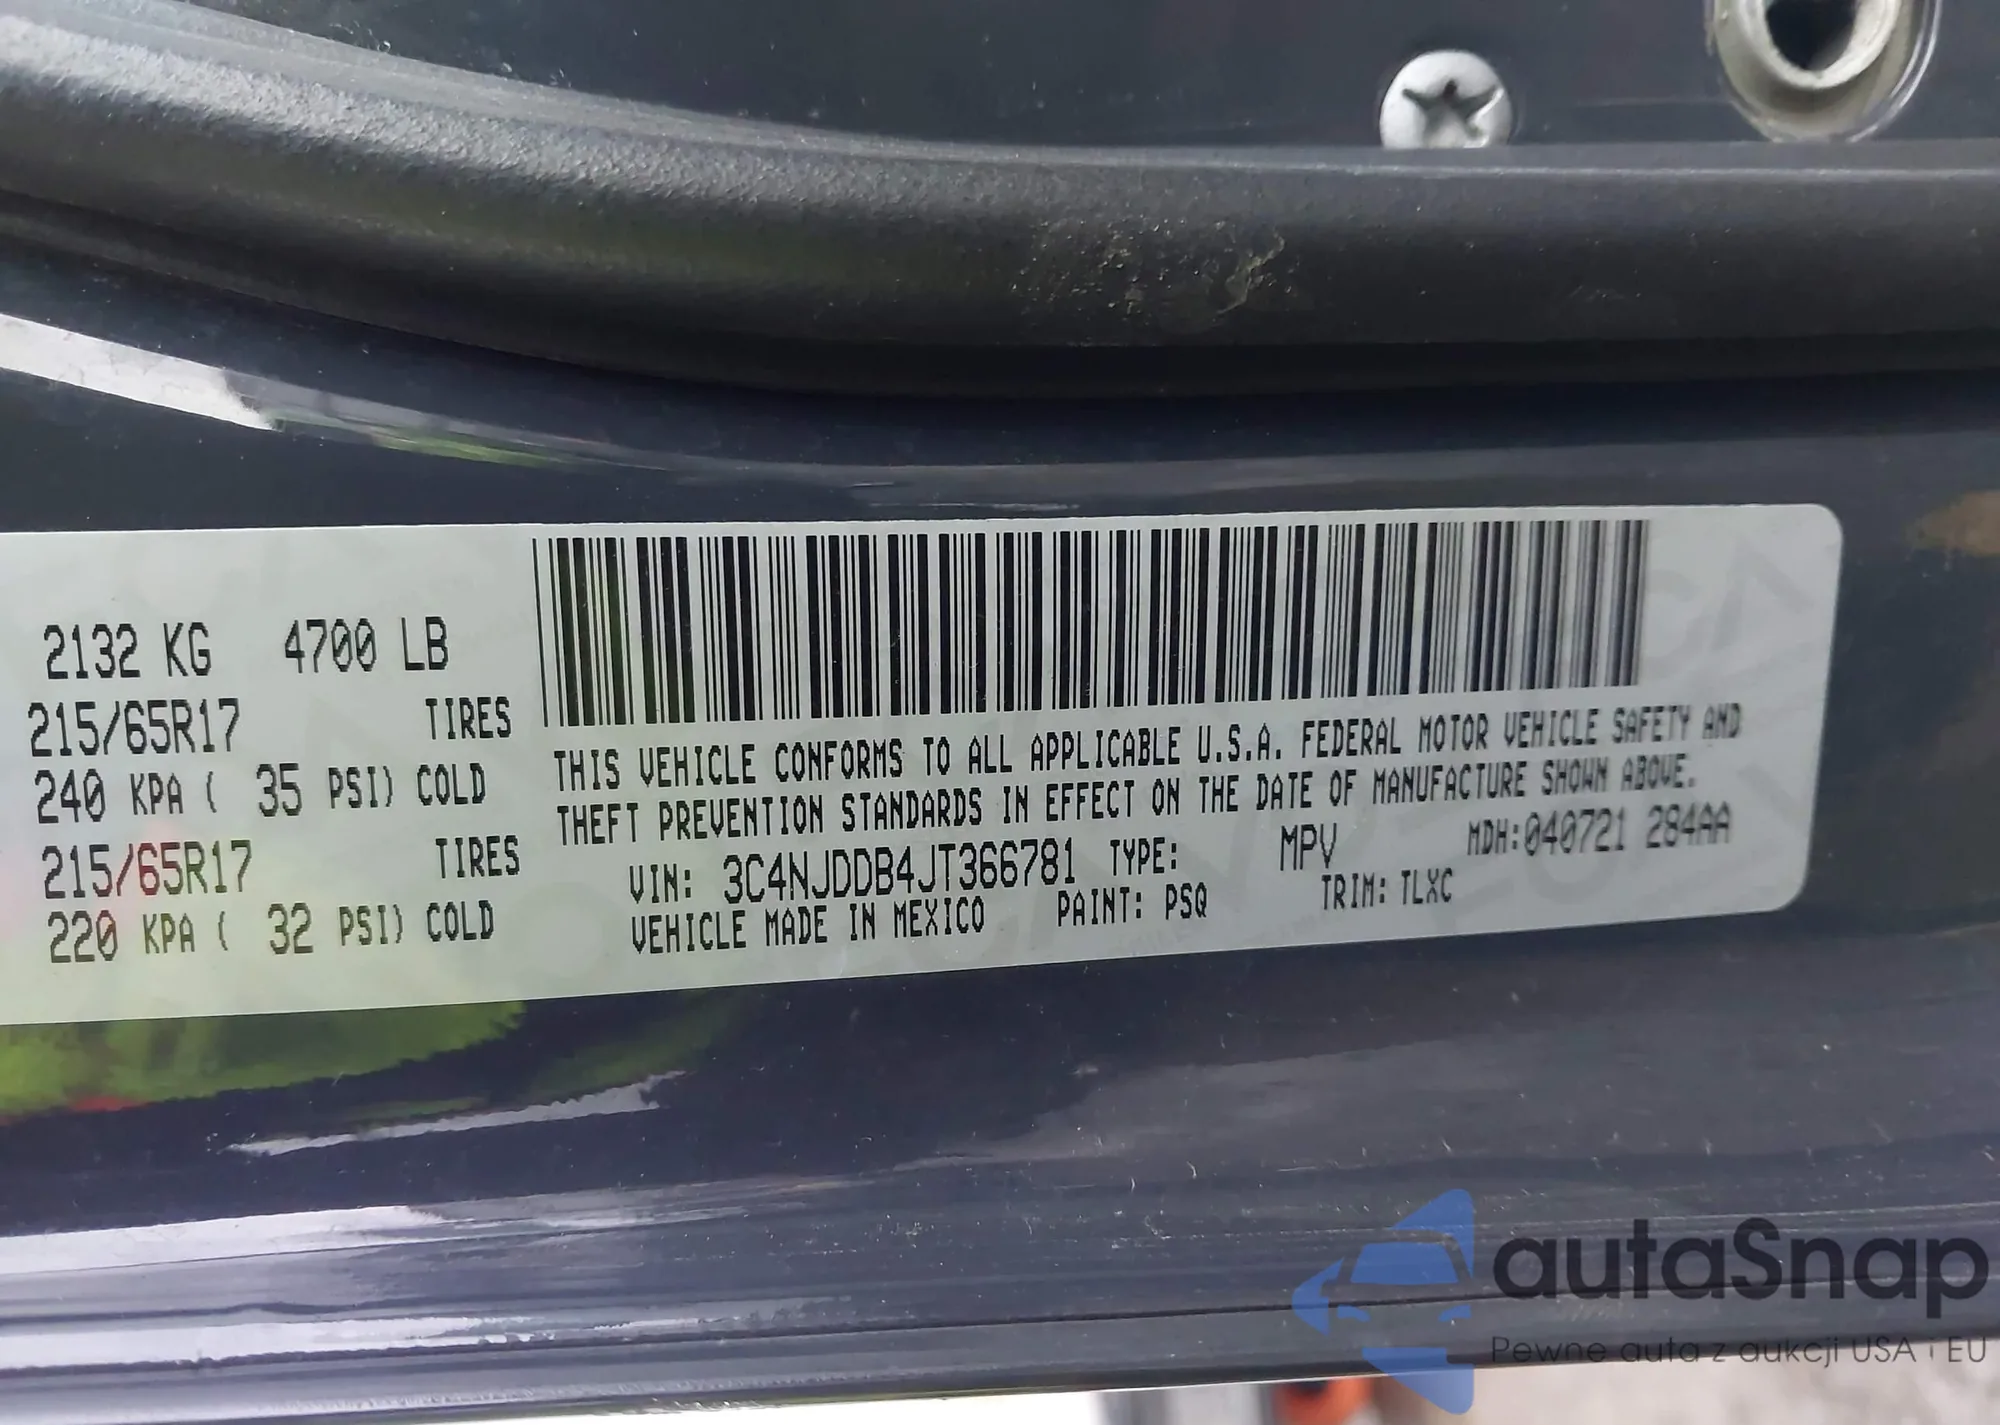 2132 KG 4700 LB
215/65R17 TIRES
240 KPA ( 35 PSI) COLD
215/65R17 TIRES
220 KPA ( 32 PSI) COLD
THIS VEHICLE CONFORMS TO ALL APPLICABLE U.S.A. FEDERAL MOTOR VEHICLE SAFETY AND
THEFT PREVENTION STANDARDS IN EFFECT ON THE DATE OF MANUFACTURE SHOWN ABOVE.
VIN: 3C4NJDDB4JT366781 TYPE: MPV MDH:040721 284AA
VEHICLE MADE IN MEXICO PAINT: PSQ TRIM: TLXC
autaSnap
Pewne auta z aukcji USA i EU